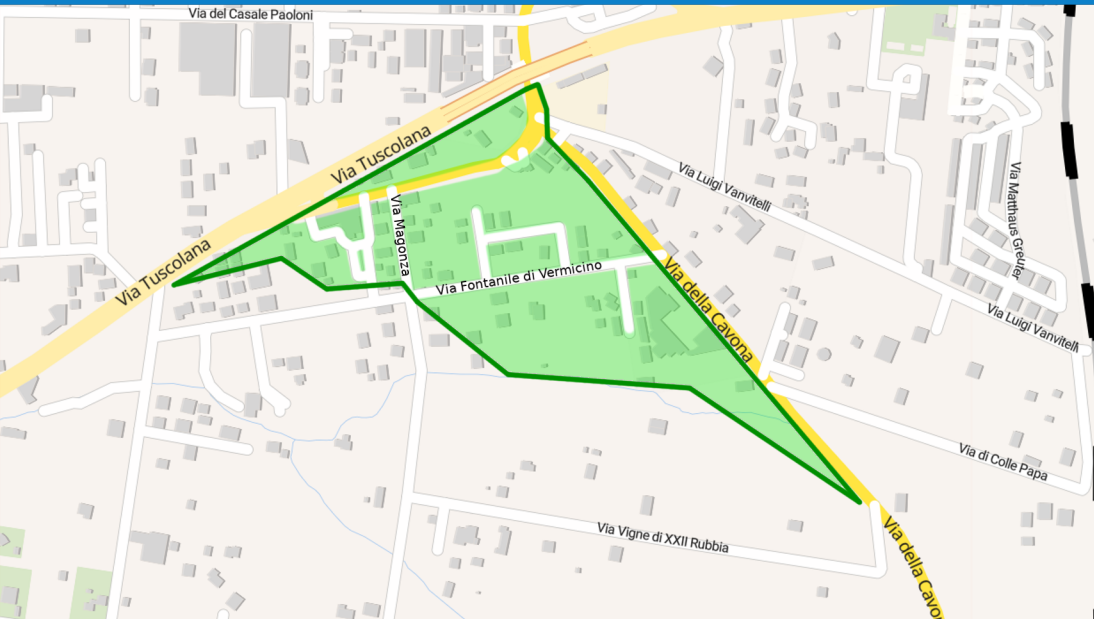 Via del Casale Paoloni
Via Tuscolana
Via Luigi Vanvitelli
Via Matthaus Greuter
Via Magonza
Via Tuscolana
Via Fontanile di Vermicino
Via della Cavona
Via Luigi Vanvitelli
Via di Colle Papa
Via Vigne di XXII Rubbia
Via della Cavo